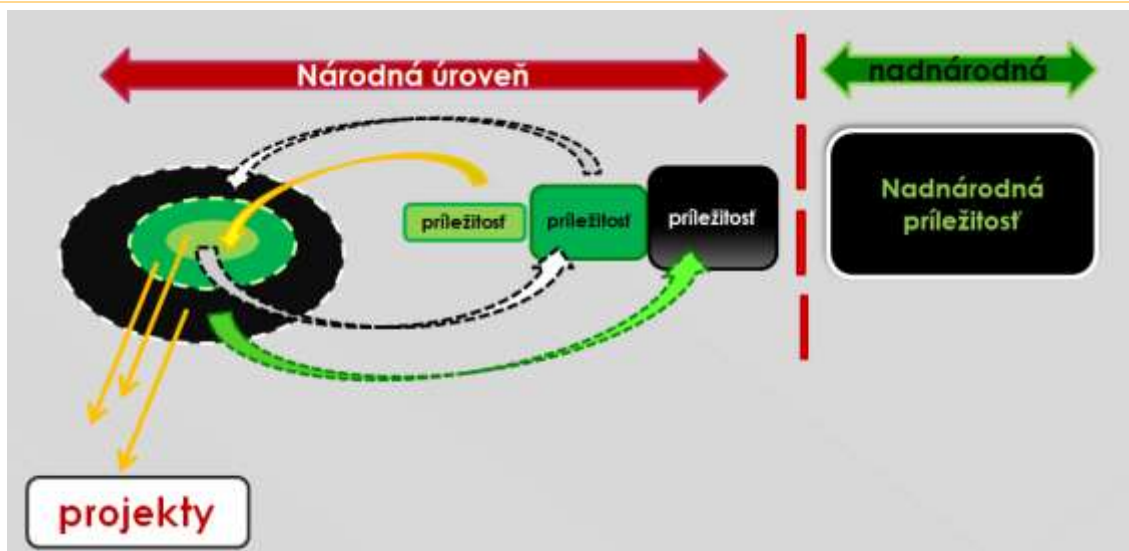 Národná úroveň
nadnárodná
príležitosť
príležitosť
príležitosť
Nadnárodná
príležitosť
projekty